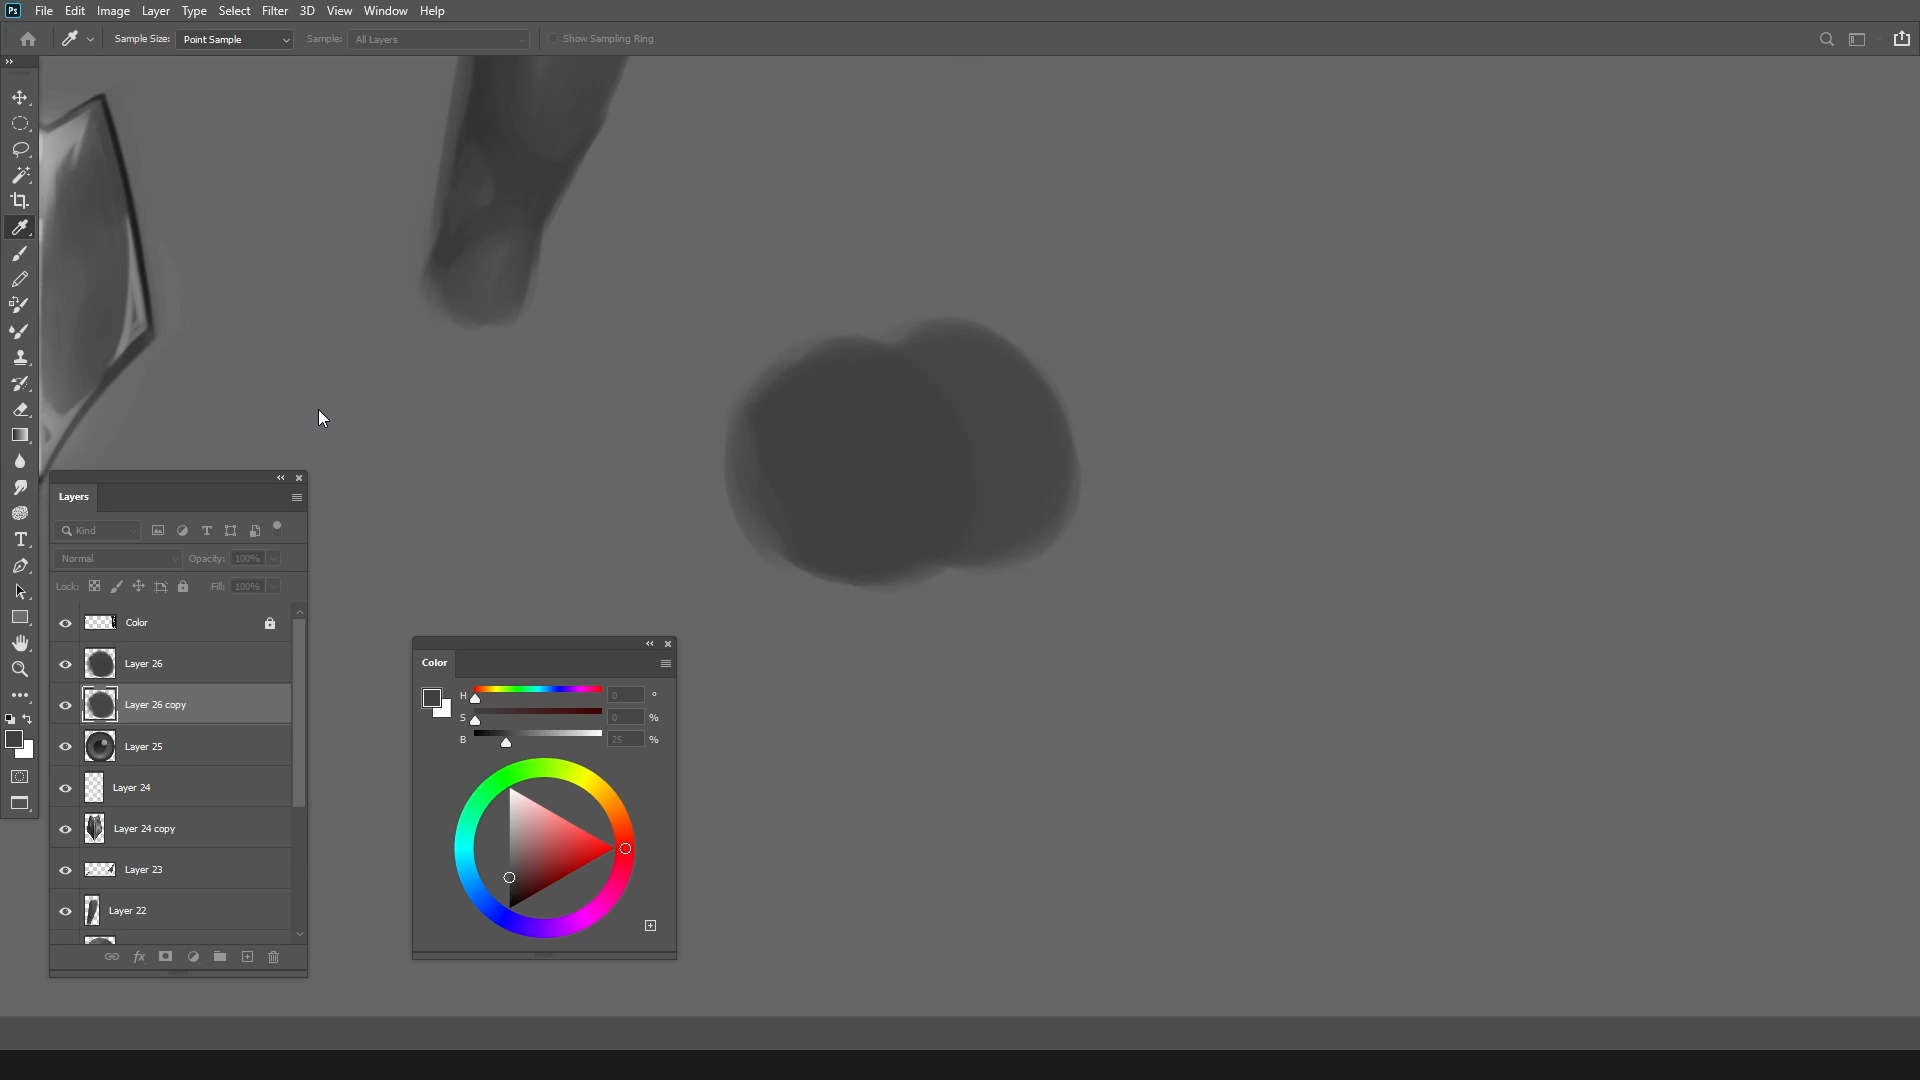 Ps File Edit Image Layer Type Select Filter 3D View Window Help
Sample Size: Point Sample Sample: All Layers Show Sampling Ring
Layers
Kind
Normal Opacity: 100%
Lock: Fill: 100%
Color
Layer 26
Layer 26 copy
Layer 25
Layer 24
Layer 24 copy
Layer 23
Layer 22
Color
H 0 °
S 0 %
B 25 %